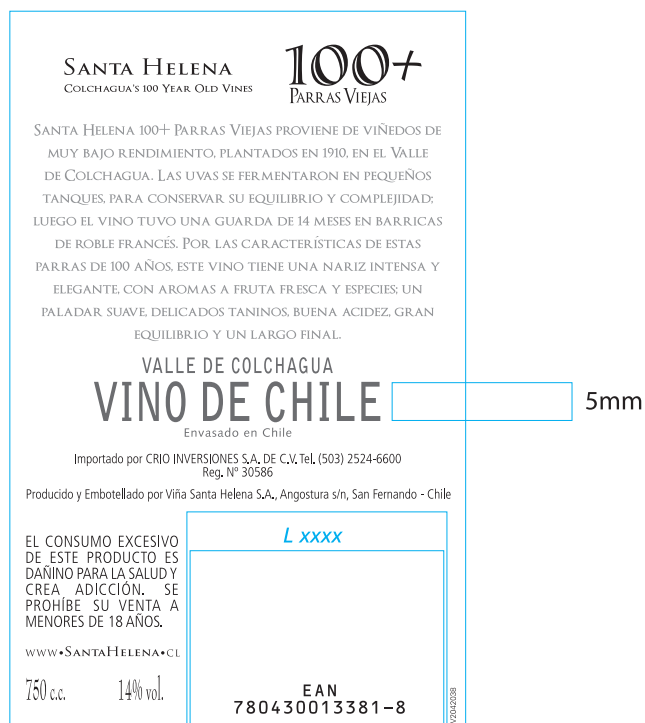 SANTA HELENA
COLCHAGUA'S 100 YEAR OLD VINES
100+
PARRAS VIEJAS
SANTA HELENA 100+ PARRAS VIEJAS PROVIENE DE VIÑEDOS DE
MUY BAJO RENDIMIENTO, PLANTADOS EN 1910, EN EL VALLE
DE COLCHAGUA. LAS UVAS SE FERMENTARON EN PEQUEÑOS
TANQUES, PARA CONSERVAR SU EQUILIBRIO Y COMPLEJIDAD;
LUEGO EL VINO TUVO UNA GUARDA DE 14 MESES EN BARRICAS
DE ROBLE FRANCÉS. POR LAS CARACTERÍSTICAS DE ESTAS
PARRAS DE 100 AÑOS, ESTE VINO TIENE UNA NARIZ INTENSA Y
ELEGANTE, CON AROMAS A FRUTA FRESCA Y ESPECIES; UN
PALADAR SUAVE, DELICADOS TANINOS, BUENA ACIDEZ, GRAN
EQUILIBRIO Y UN LARGO FINAL.
VALLE DE COLCHAGUA
VINO DE CHILE
5mm
Envasado en Chile
Importado por CRIO INVERSIONES S.A. DE C.V. Tel. (503) 2524-6600
Reg. Nº 30586
Producido y Embotellado por Viña Santa Helena S.A., Angostura s/n, San Fernando - Chile
EL CONSUMO EXCESIVO
DE ESTE PRODUCTO ES
DAÑINO PARA LA SALUD Y
CREA ADICCIÓN. SE
PROHÍBE SU VENTA A
MENORES DE 18 AÑOS.
WWW•SANTAHELENA•CL
750 c.c. 14% vol.
L xxxx
EAN
780430013381-8
V2042038